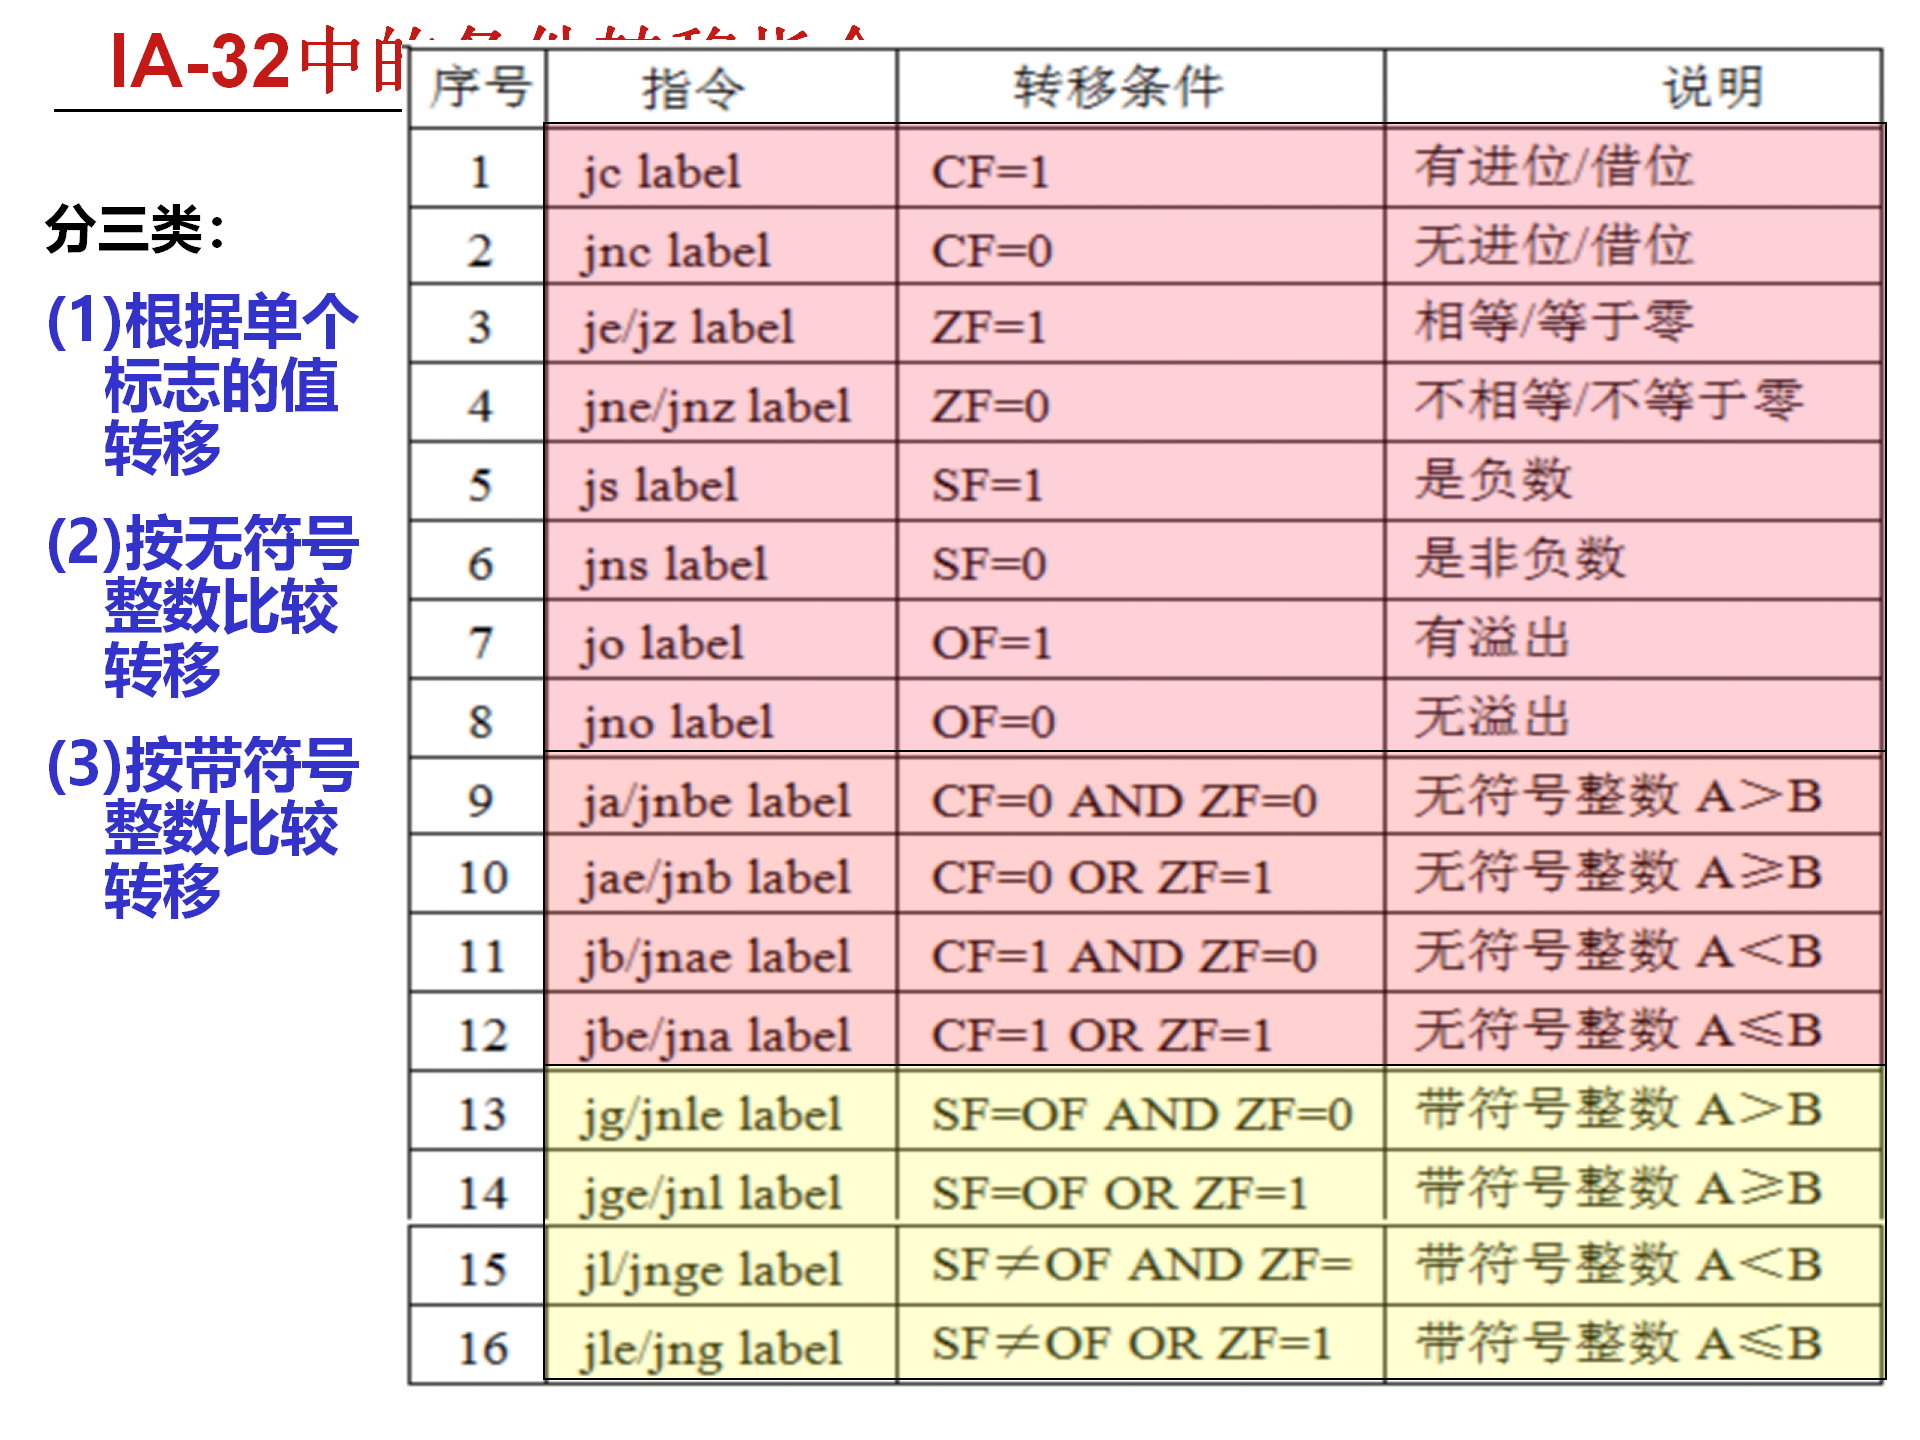 IA-32中的条件转移指令
分三类：
(1)根据单个
标志的值
转移
(2)按无符号
整数比较
转移
(3)按带符号
整数比较
转移
序号 指令 转移条件 说明
1 jc label CF=1 有进位/借位
2 jnc label CF=0 无进位/借位
3 je/jz label ZF=1 相等/等于零
4 jne/jnz label ZF=0 不相等/不等于零
5 js label SF=1 是负数
6 jns label SF=0 是非负数
7 jo label OF=1 有溢出
8 jno label OF=0 无溢出
9 ja/jnbe label CF=0 AND ZF=0 无符号整数 A＞B
10 jae/jnb label CF=0 OR ZF=1 无符号整数 A≥B
11 jb/jnae label CF=1 AND ZF=0 无符号整数 A＜B
12 jbe/jna label CF=1 OR ZF=1 无符号整数 A≤B
13 jg/jnle label SF=OF AND ZF=0 带符号整数 A＞B
14 jge/jnl label SF=OF OR ZF=1 带符号整数 A≥B
15 jl/jnge label SF≠OF AND ZF= 带符号整数 A＜B
16 jle/jng label SF≠OF OR ZF=1 带符号整数 A≤B